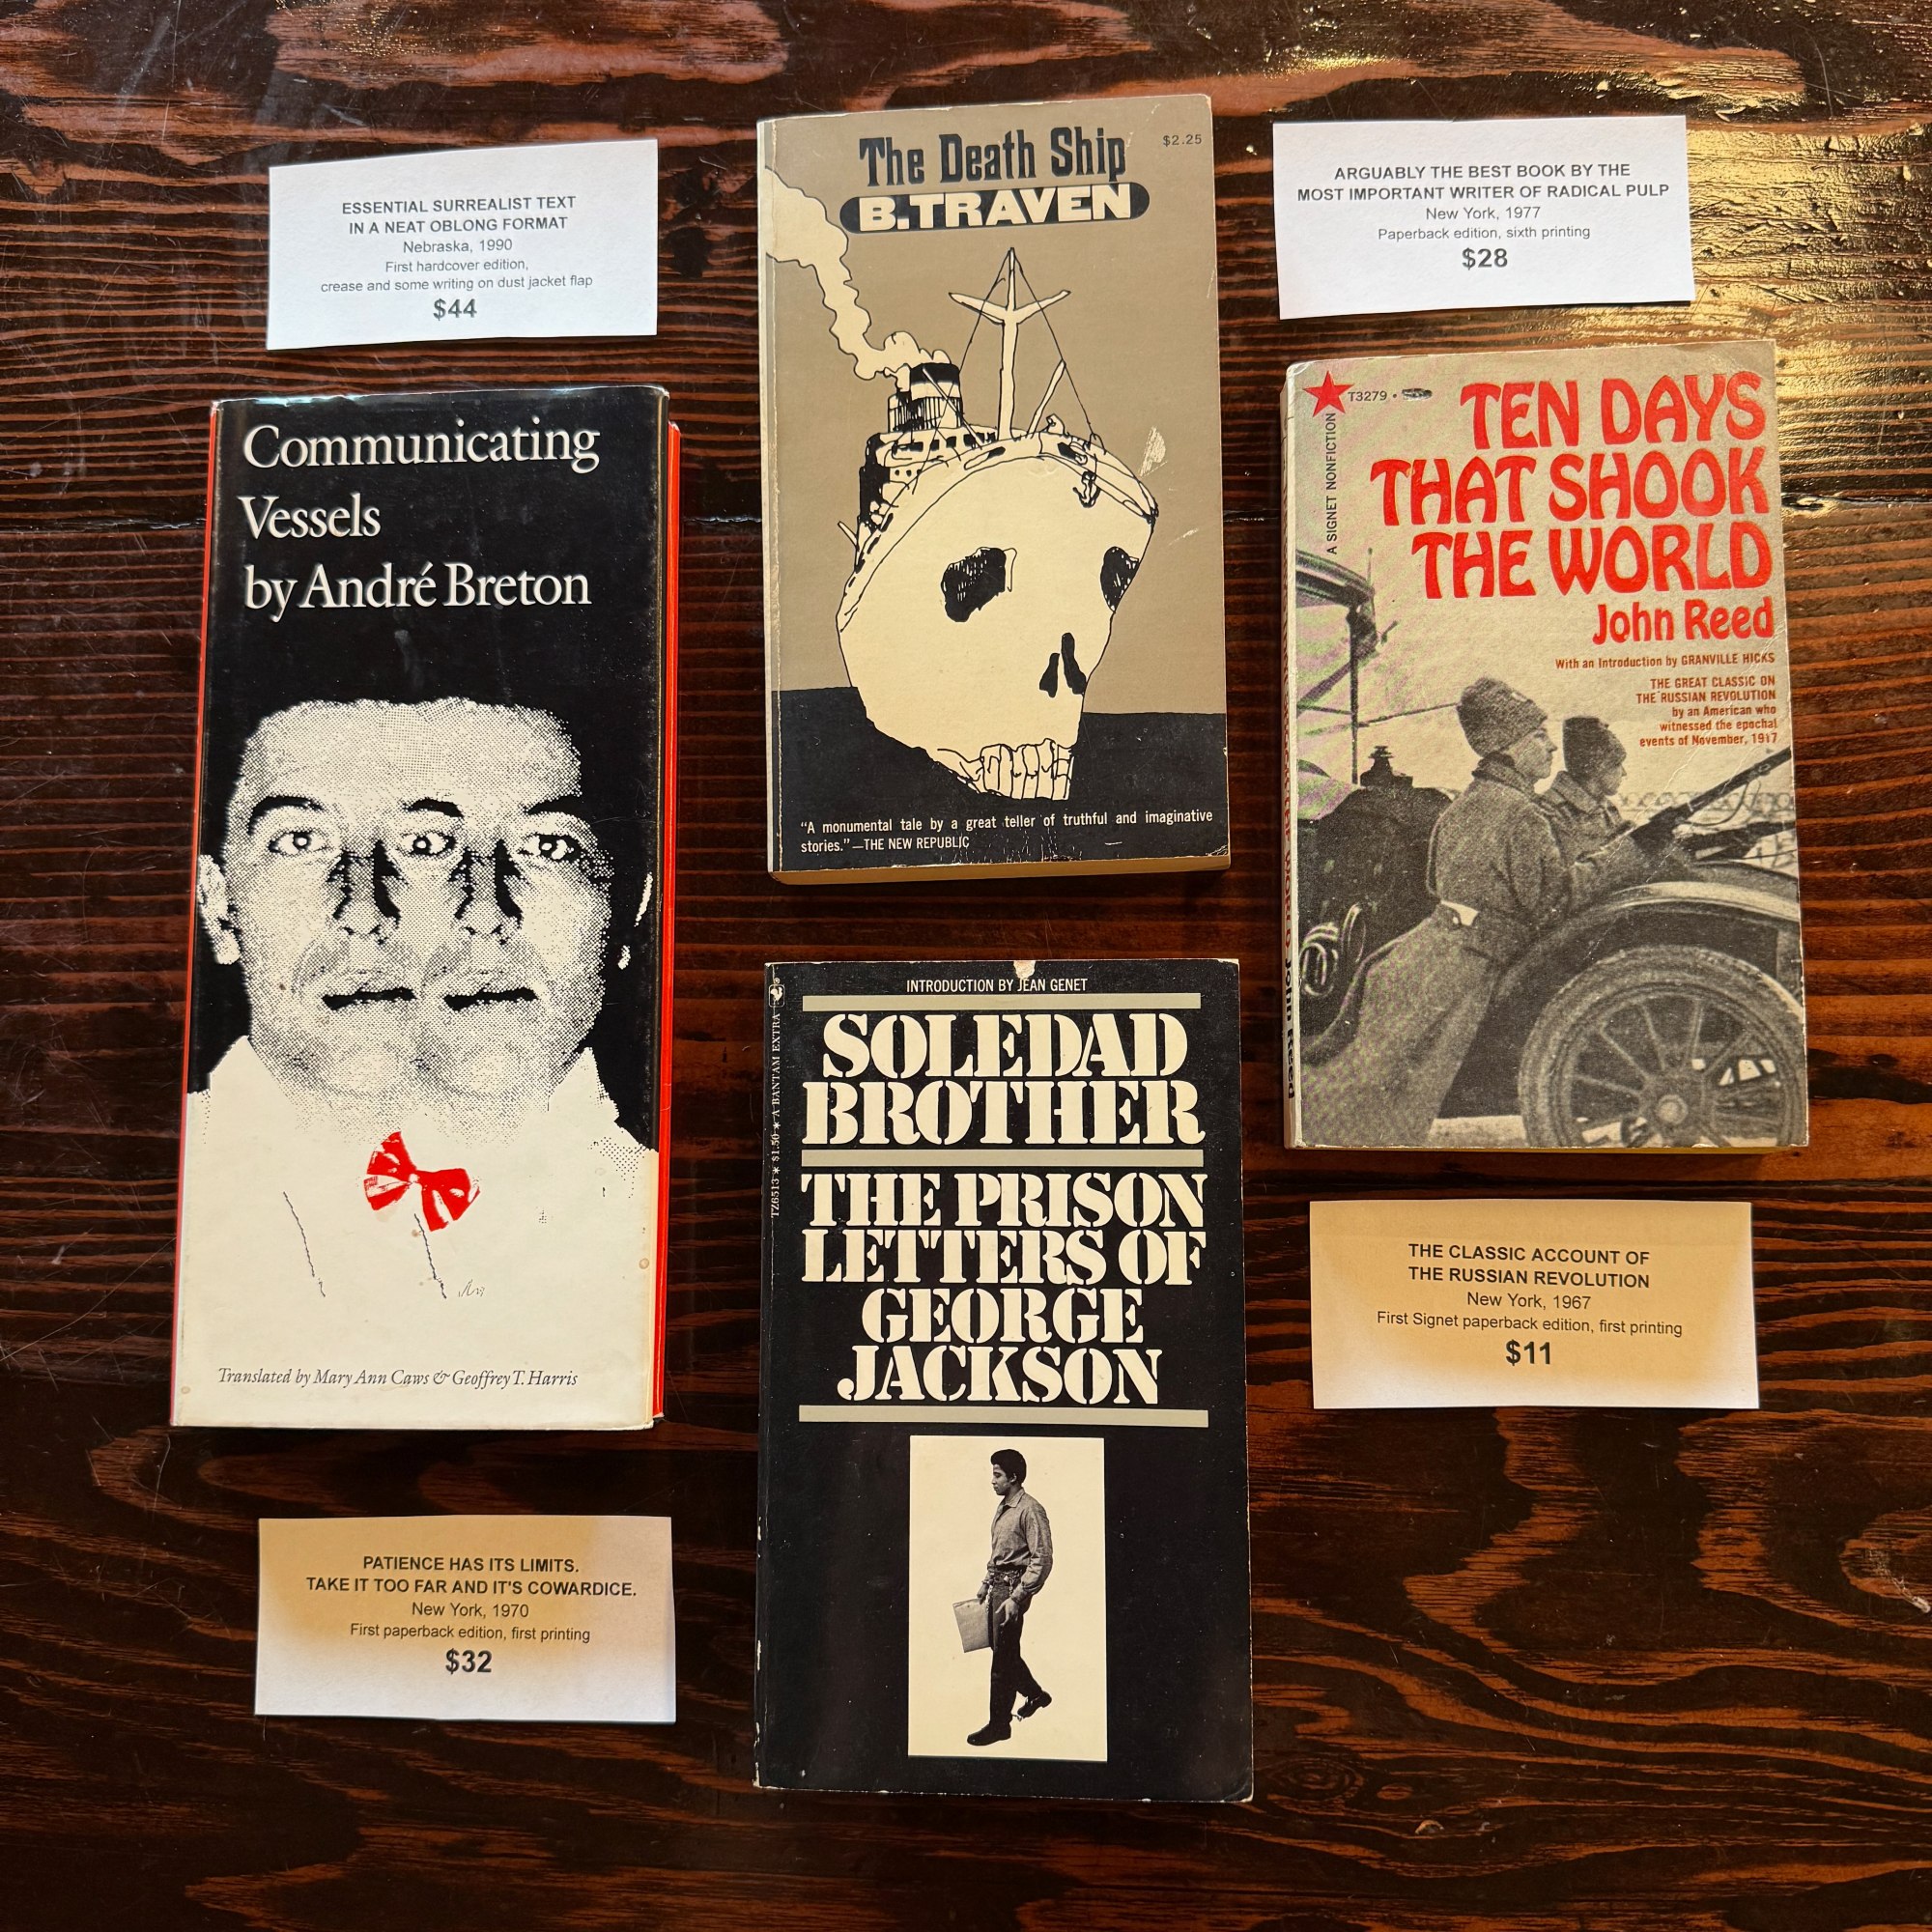 ESSENTIAL SURREALIST TEXT
IN A NEAT OBLONG FORMAT
Nebraska, 1990
First hardcover edition,
crease and some writing on dust jacket flap
$44
Communicating
Vessels
by André Breton
Translated by Mary Ann Caws & Geoffrey T. Harris
PATIENCE HAS ITS LIMITS.
TAKE IT TOO FAR AND IT'S COWARDICE.
New York, 1970
First paperback edition, first printing
$32
The Death Ship
$2.25
B.TRAVEN
“A monumental tale by a great teller of truthful and imaginative
stories.”—THE NEW REPUBLIC
INTRODUCTION BY JEAN GENET
TZ6513 * $1.50 * A BANTAM EXTRA
SOLEDAD
BROTHER
THE PRISON
LETTERS OF
GEORGE
JACKSON
ARGUABLY THE BEST BOOK BY THE
MOST IMPORTANT WRITER OF RADICAL PULP
New York, 1977
Paperback edition, sixth printing
$28
T3279 •
A SIGNET NONFICTION
TEN DAYS
THAT SHOOK
THE WORLD
John Reed
With an Introduction by GRANVILLE HICKS
THE GREAT CLASSIC ON
THE RUSSIAN REVOLUTION
by an American who
witnessed the epochal
events of November, 1917
John Reed
THE CLASSIC ACCOUNT OF
THE RUSSIAN REVOLUTION
New York, 1967
First Signet paperback edition, first printing
$11